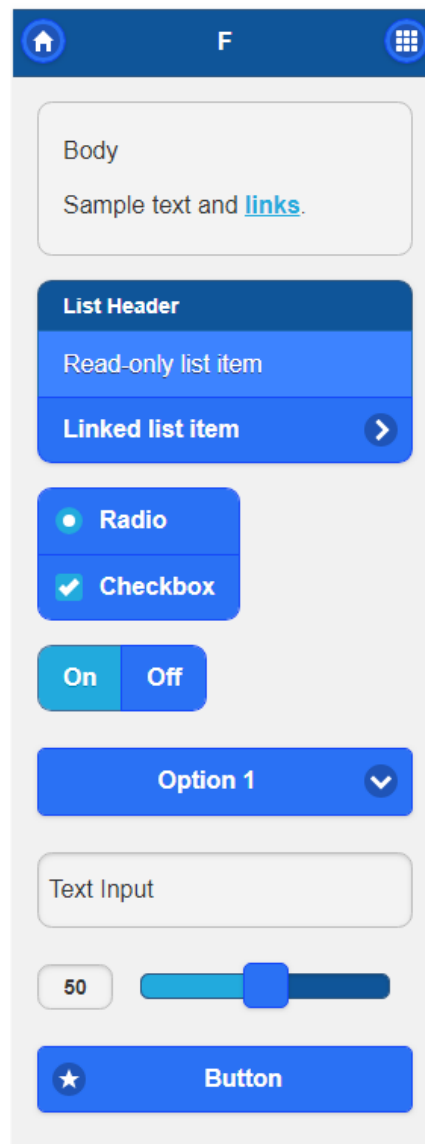 F
Body
Sample text and links.
List Header
Read-only list item
Linked list item
Radio
Checkbox
On Off
Option 1
Text Input
50
Button